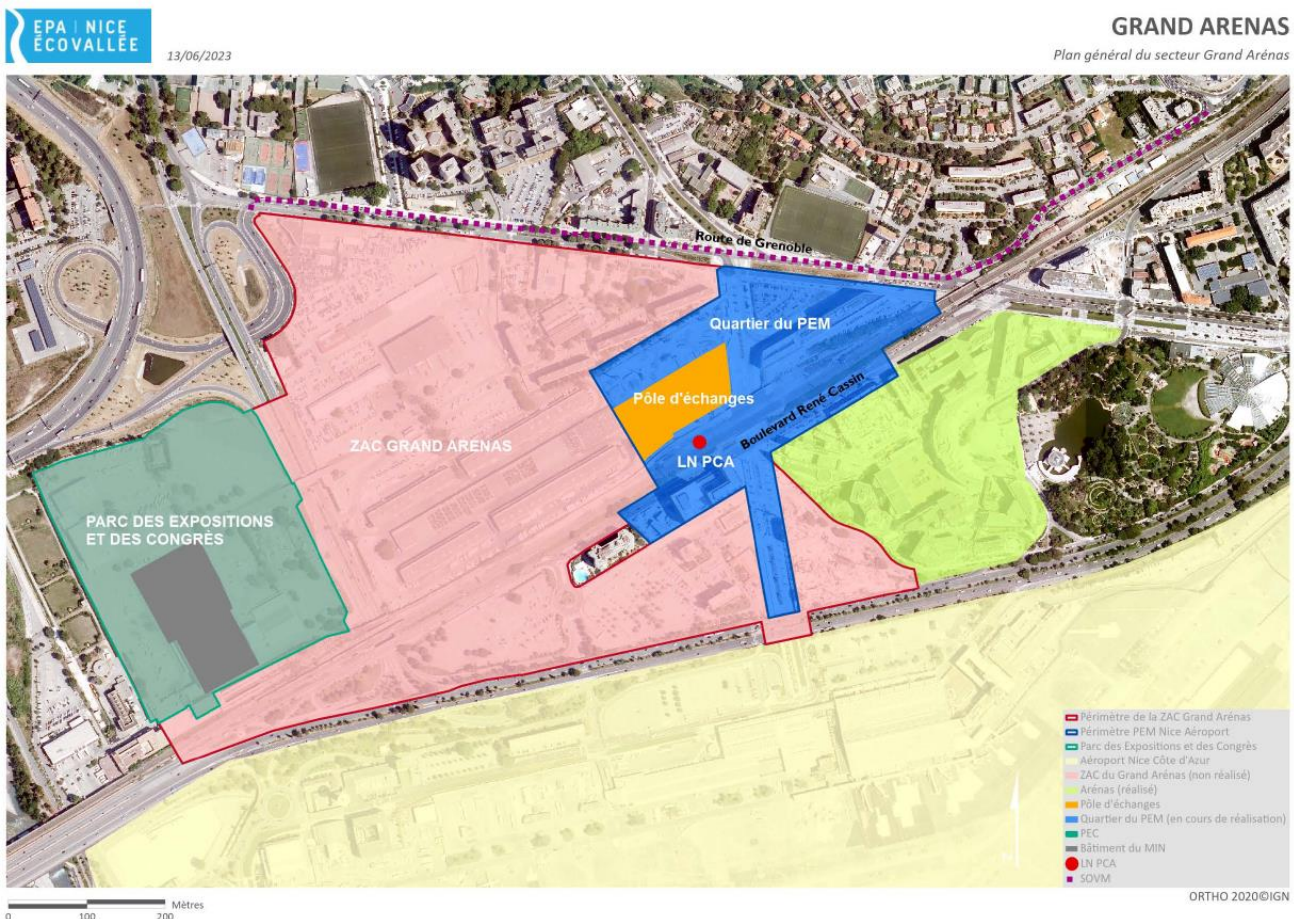 EPA | NICE
ÉCOVALLÉE
13/06/2023
GRAND ARENAS
Plan général du secteur Grand Arénas
Route de Grenoble
Quartier du PEM
Pôle d'échanges
Boulevard René Cassin
ZAC GRAND ARENAS
LN PCA
PARC DES EXPOSITIONS
ET DES CONGRÈS
Périmètre de la ZAC Grand Arénas
Périmètre PEM Nice Aéroport
Parc des Expositions et des Congrès
Aéroport Nice Côte d'Azur
ZAC du Grand Arénas (non réalisé)
Arénas (réalisé)
Pôle d'échanges
Quartier du PEM (en cours de réalisation)
PEC
Bâtiment du MIN
LN PCA
SOVM
N
ORTHO 2020©IGN
Mètres
0 100 200